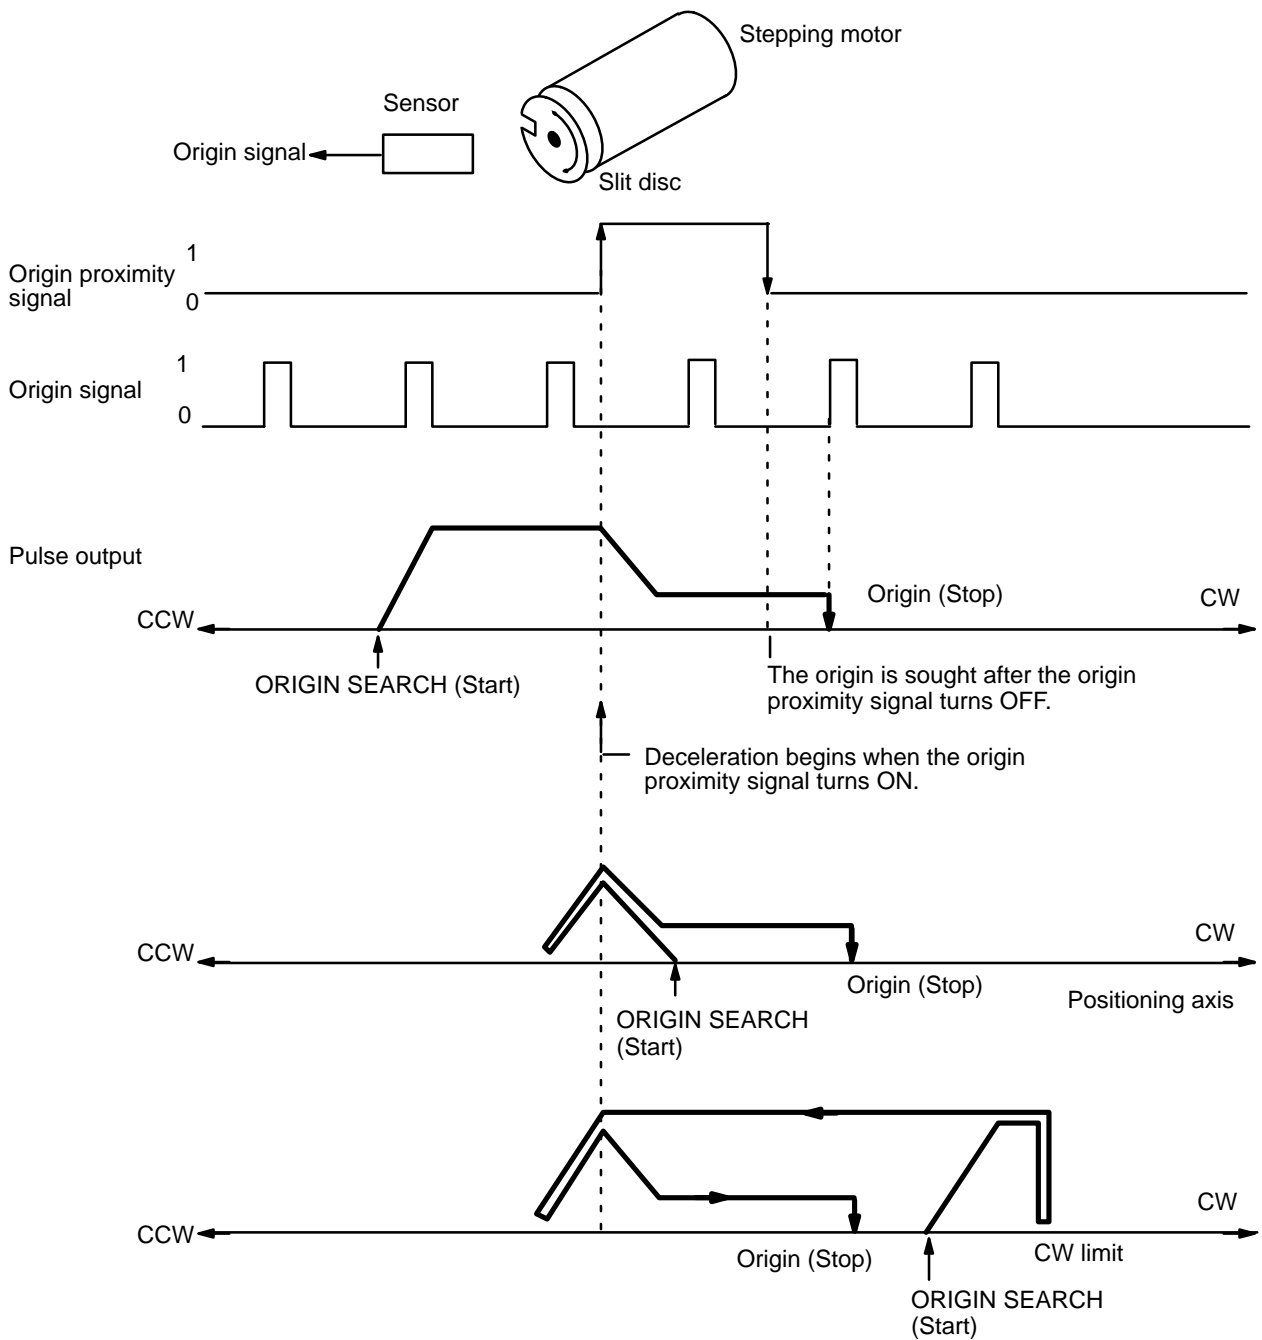 Stepping motor
Sensor
Origin signal
Slit disc
Origin proximity
signal
1
0
Origin signal
1
0
Pulse output
Origin (Stop)
CCW
CW
ORIGIN SEARCH (Start)
The origin is sought after the origin
proximity signal turns OFF.
Deceleration begins when the origin
proximity signal turns ON.
CCW
CW
Origin (Stop)
Positioning axis
ORIGIN SEARCH
(Start)
CW
CCW
Origin (Stop)
CW limit
ORIGIN SEARCH
(Start)